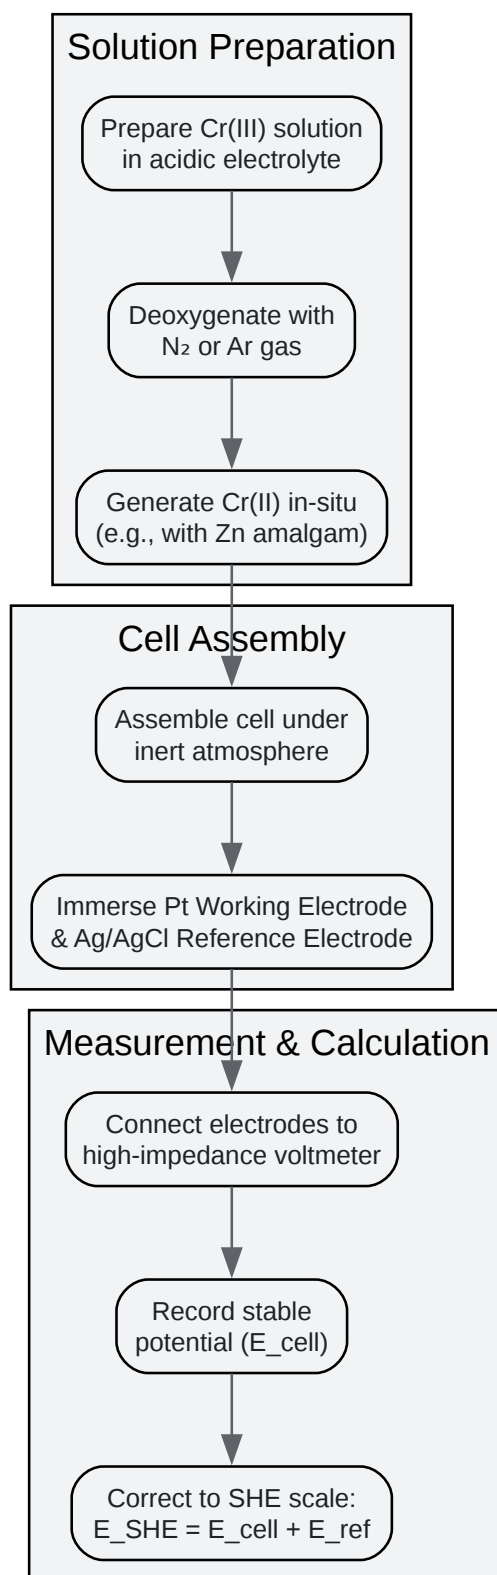 Solution Preparation
Prepare Cr(III) solution
in acidic electrolyte
Deoxygenate with
N₂ or Ar gas
Generate Cr(II) in-situ
(e.g., with Zn amalgam)
Cell Assembly
Assemble cell under
inert atmosphere
Immerse Pt Working Electrode
& Ag/AgCl Reference Electrode
Measurement & Calculation
Connect electrodes to
high-impedance voltmeter
Record stable
potential (E_cell)
Correct to SHE scale:
E_SHE = E_cell + E_ref